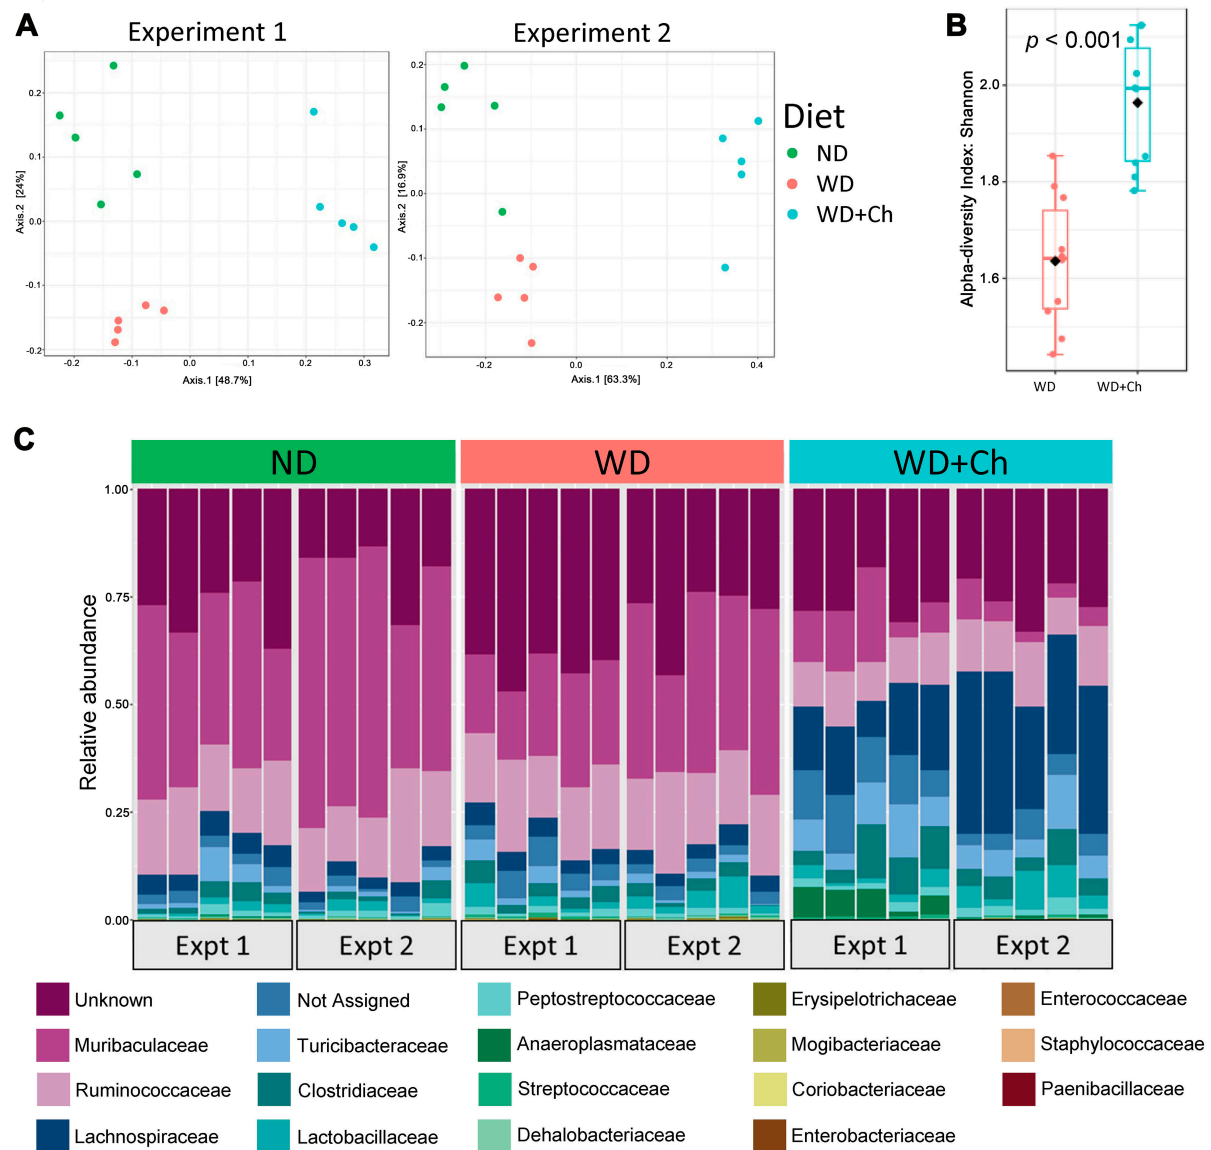 A
Experiment 1
Experiment 2
B
0.2
0.1
0.0
-0.1
-0.2
Axis.2 [24%]
-0.2
-0.1
0.0
0.1
0.2
0.3
Axis.1 [48.7%]
0.2
0.1
0.0
-0.1
-0.2
Axis.2 [16.9%]
-0.2
0.0
0.2
0.4
Axis.1 [63.3%]
Diet
ND
WD
WD+Ch
p < 0.001
Alpha-diversity Index: Shannon
2.0
1.8
1.6
WD
WD+Ch
C
ND
WD
WD+Ch
Relative abundance
1.00
0.75
0.50
0.25
0.00
Expt 1
Expt 2
Expt 1
Expt 2
Expt 1
Expt 2
Unknown
Not Assigned
Peptostreptococcaceae
Erysipelotrichaceae
Enterococcaceae
Muribaculaceae
Turicibacteraceae
Anaeroplasmataceae
Mogibacteriaceae
Staphylococcaceae
Ruminococcaceae
Clostridiaceae
Streptococcaceae
Coriobacteriaceae
Paenibacillaceae
Lachnospiraceae
Lactobacillaceae
Dehalobacteriaceae
Enterobacteriaceae